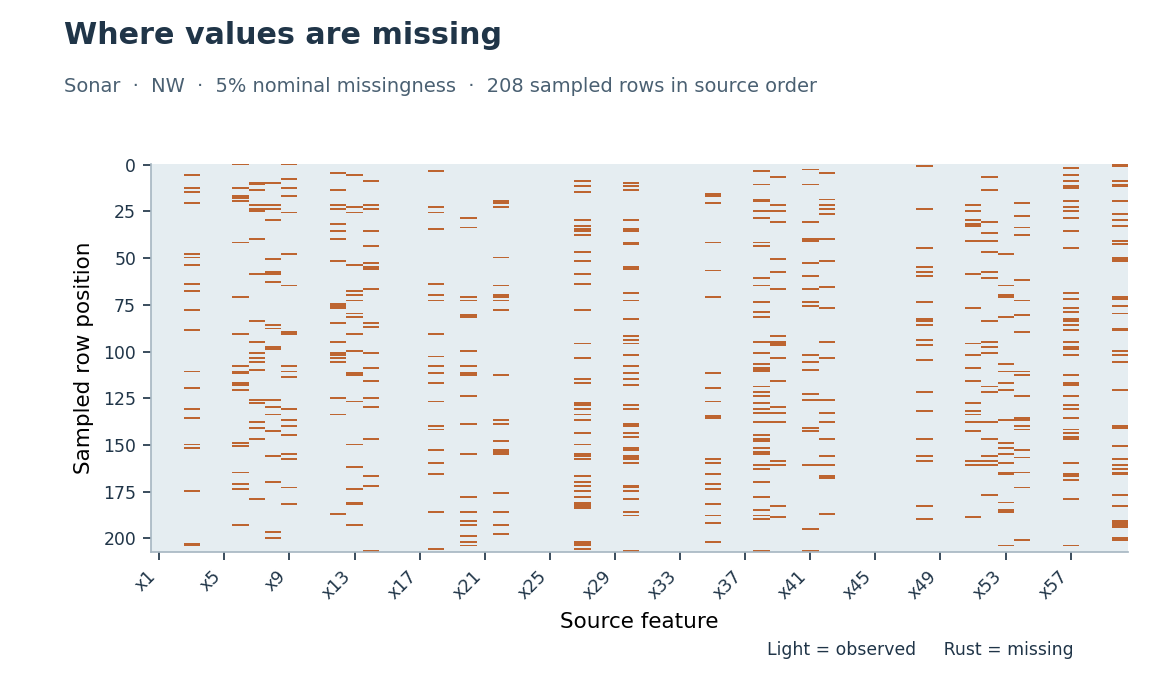 Where values are missing
Sonar · NW · 5% nominal missingness · 208 sampled rows in source order
Sampled row position
0
25
50
75
100
125
150
175
200
x1 x5 x9 x13 x17 x21 x25 x29 x33 x37 x41 x45 x49 x53 x57
Source feature
Light = observed Rust = missing